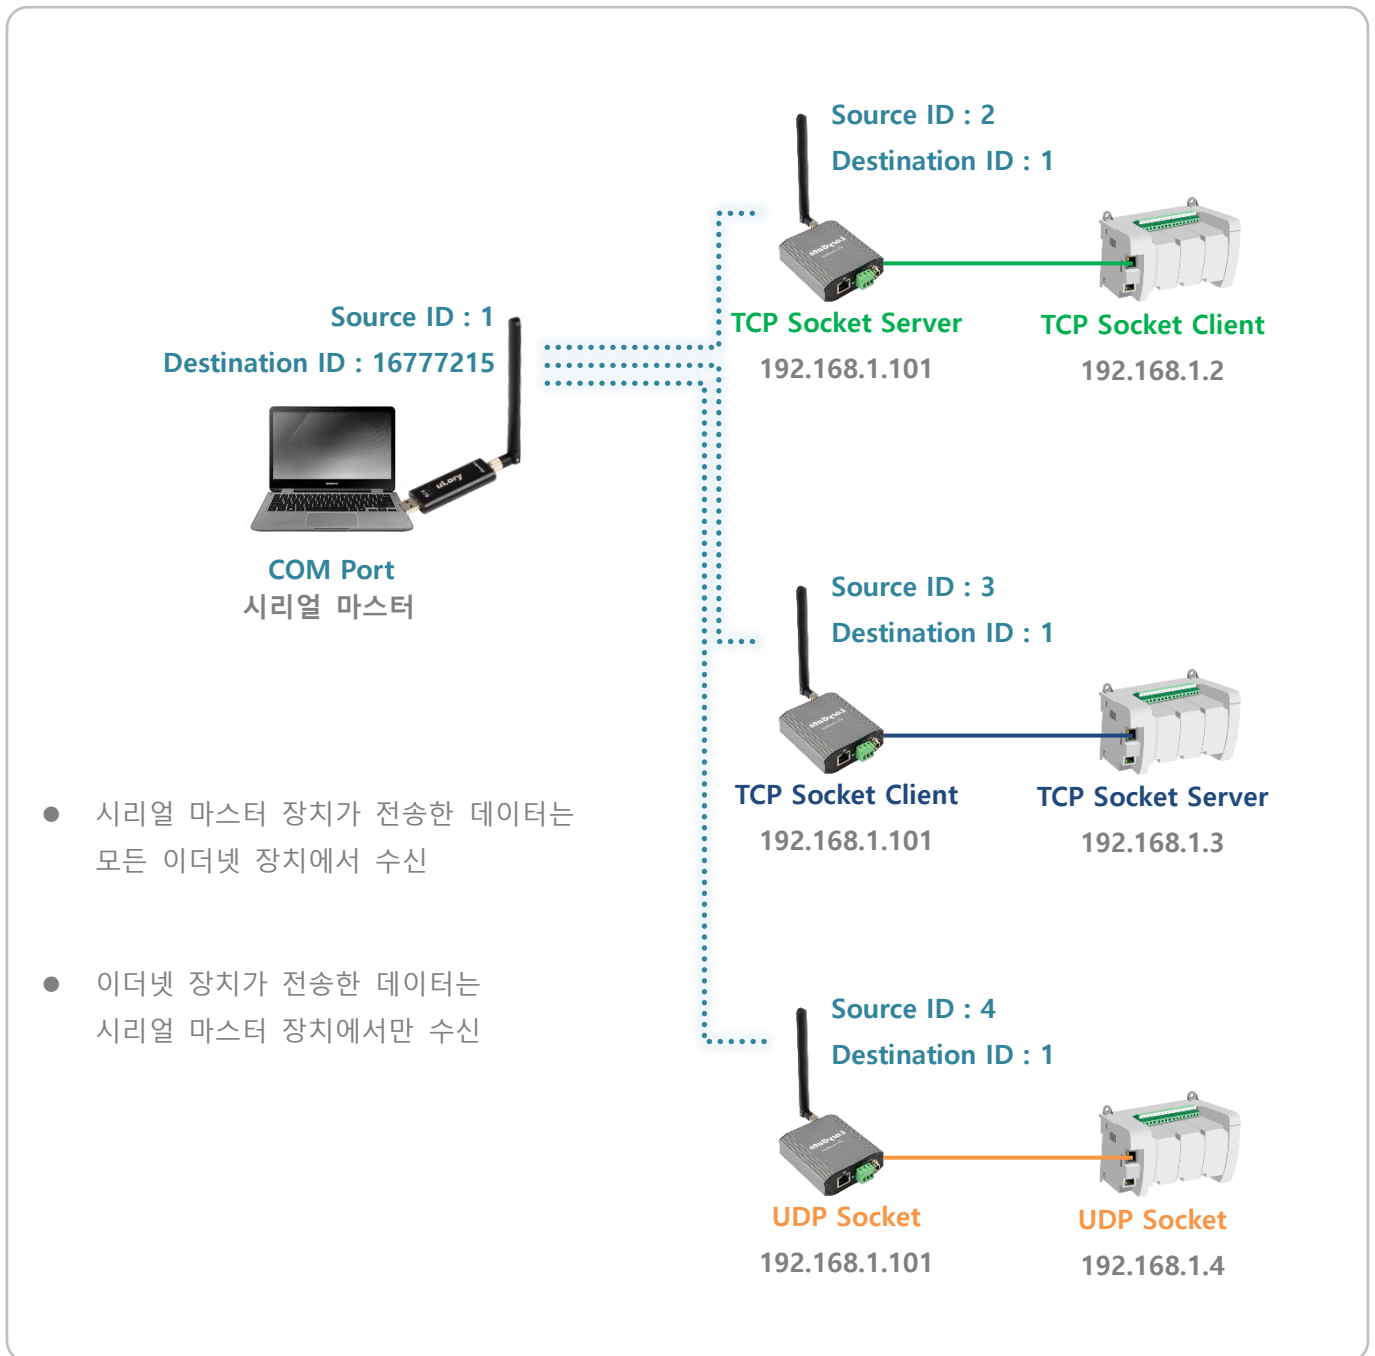 Source ID : 2
Destination ID : 1
TCP Socket Server
192.168.1.101
TCP Socket Client
192.168.1.2
Source ID : 1
Destination ID : 16777215
uLory
COM Port
시리얼 마스터
Source ID : 3
Destination ID : 1
TCP Socket Client
192.168.1.101
TCP Socket Server
192.168.1.3
● 시리얼 마스터 장치가 전송한 데이터는
모든 이더넷 장치에서 수신
● 이더넷 장치가 전송한 데이터는
시리얼 마스터 장치에서만 수신
Source ID : 4
Destination ID : 1
UDP Socket
192.168.1.101
UDP Socket
192.168.1.4